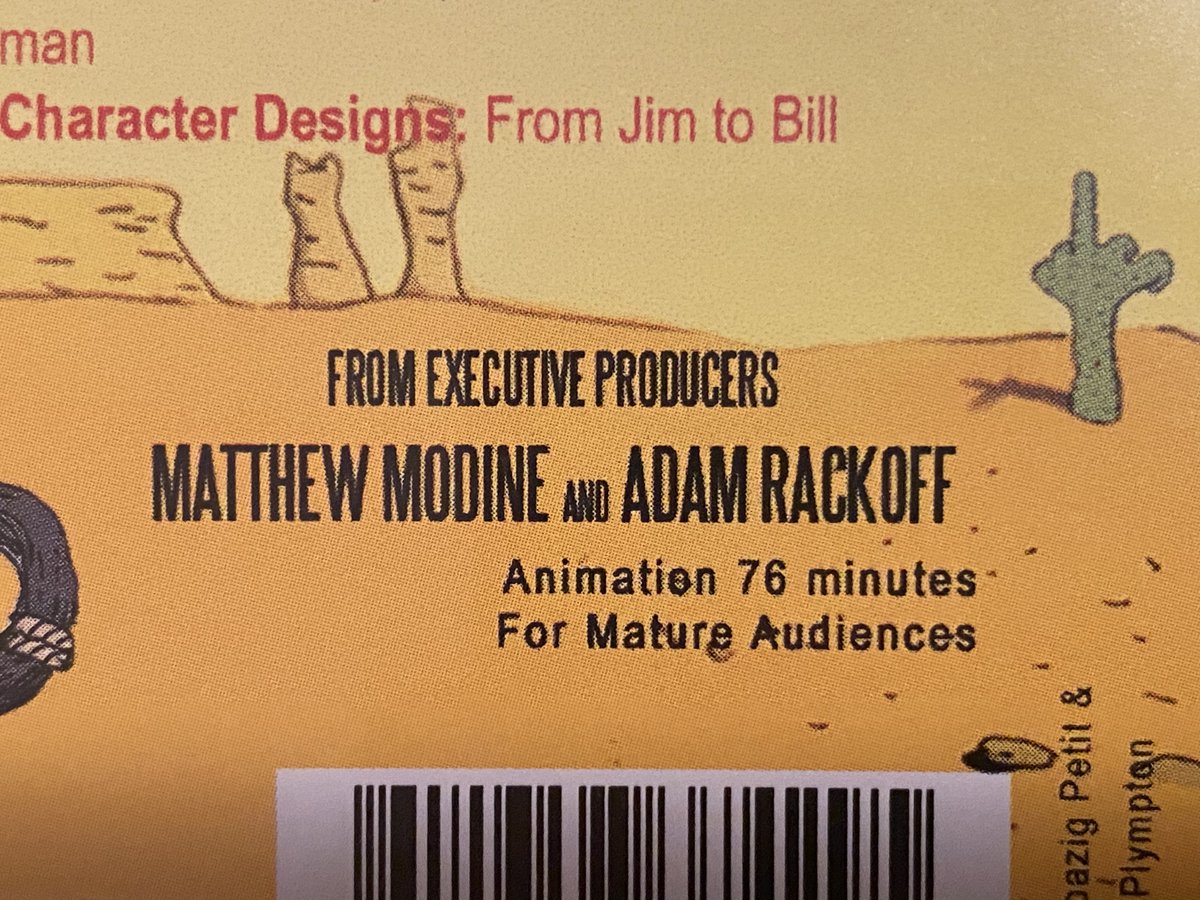 man
Character Designs: From Jim to Bill
FROM EXECUTIVE PRODUCERS
MATTHEW MODINE AND ADAM RACKOFF
Animation 76 minutes
For Mature Audiences
Petit &
Plympton